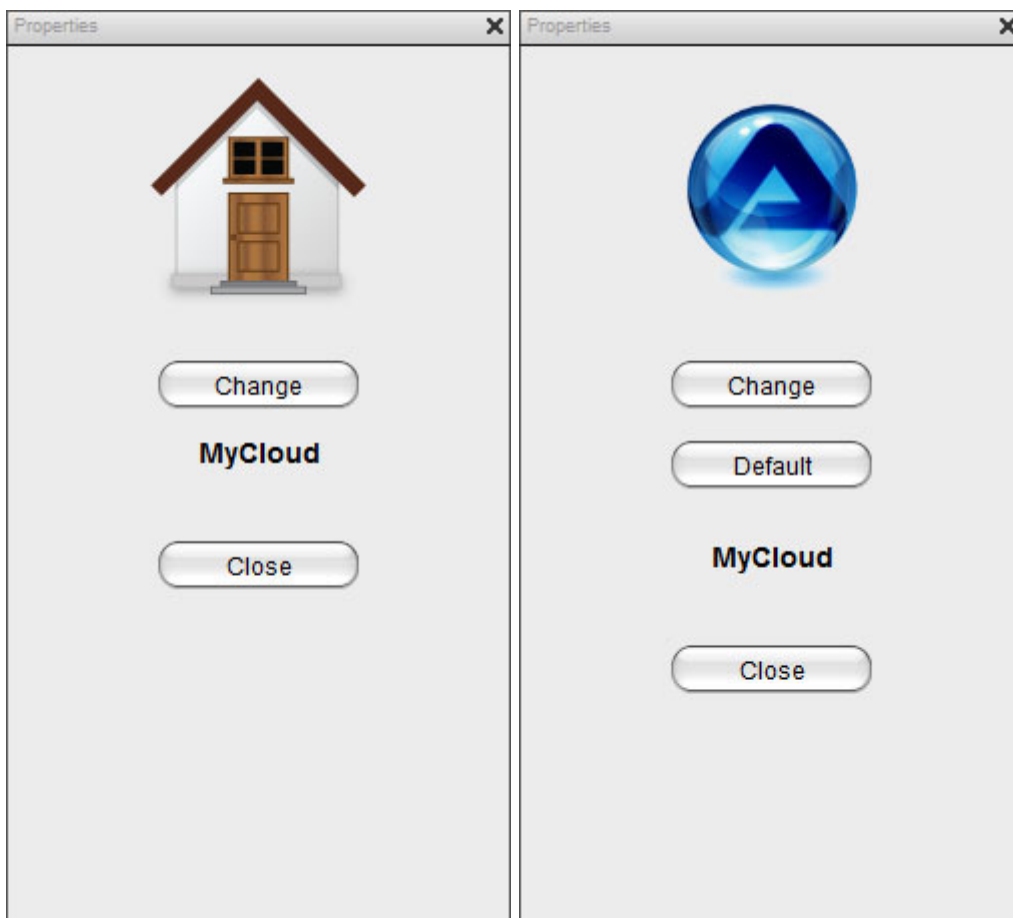 Properties
Change
MyCloud
Close
Properties
Change
Default
MyCloud
Close